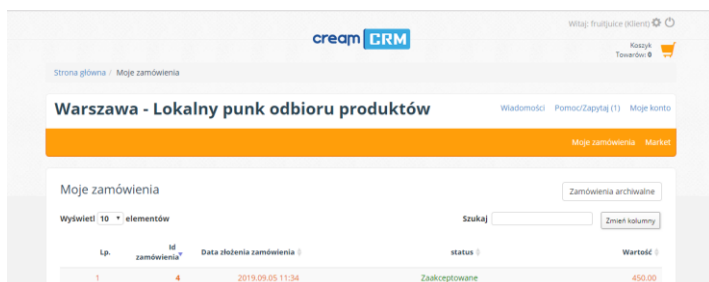 Witaj: fruitjuice (Klient)
cream CRM
Koszyk
Towarów: 0
Strona główna / Moje zamówienia
Warszawa - Lokalny punk odbioru produktów
Wiadomości Pomoc/Zapytaj (1) Moje konto
Moje zamówienia Market
Moje zamówienia
Zamówienia archiwalne
Wyświetl 10 elementów
Szukaj
Zmień kolumny
Lp. Id zamówienia Data złożenia zamówienia status Wartość
1 4 2019.09.05 11:34 Zaakceptowane 450.00